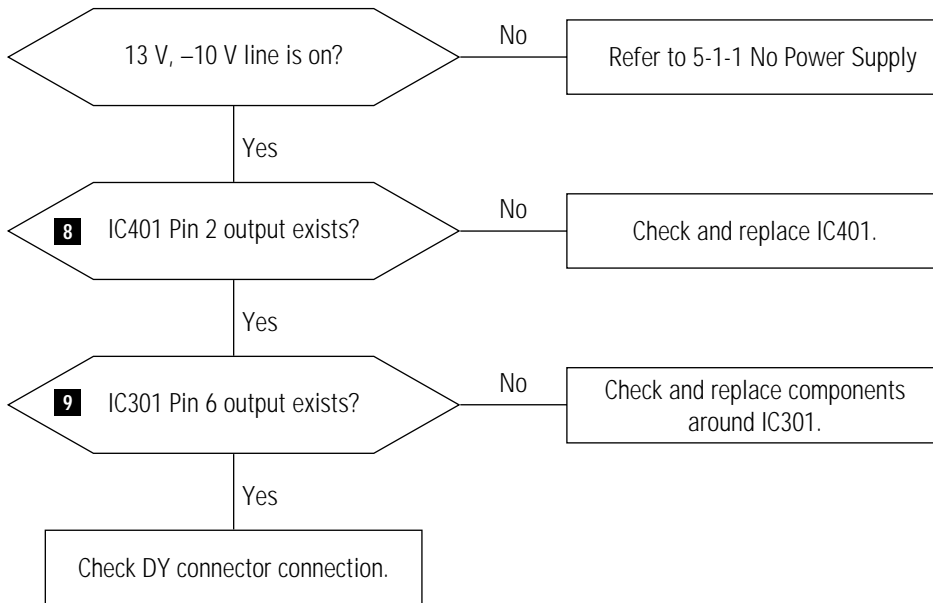 13 V, –10 V line is on?
No
Refer to 5-1-1 No Power Supply
Yes
8 IC401 Pin 2 output exists?
No
Check and replace IC401.
Yes
9 IC301 Pin 6 output exists?
No
Check and replace components
around IC301.
Yes
Check DY connector connection.